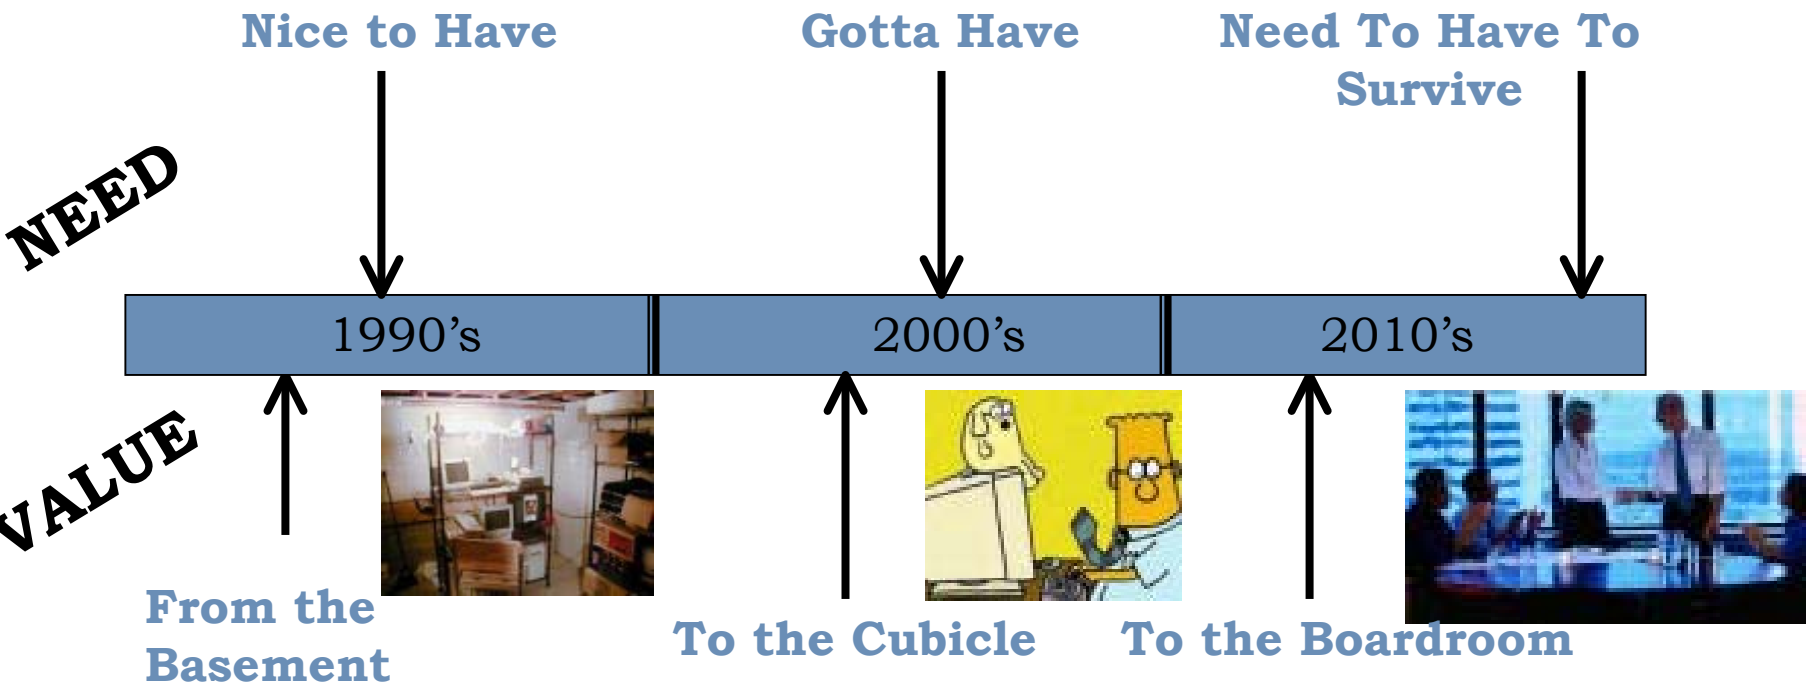 Nice to Have
Gotta Have
Need To Have To
Survive
NEED
1990’s
2000’s
2010’s
VALUE
From the
Basement
To the Cubicle
To the Boardroom